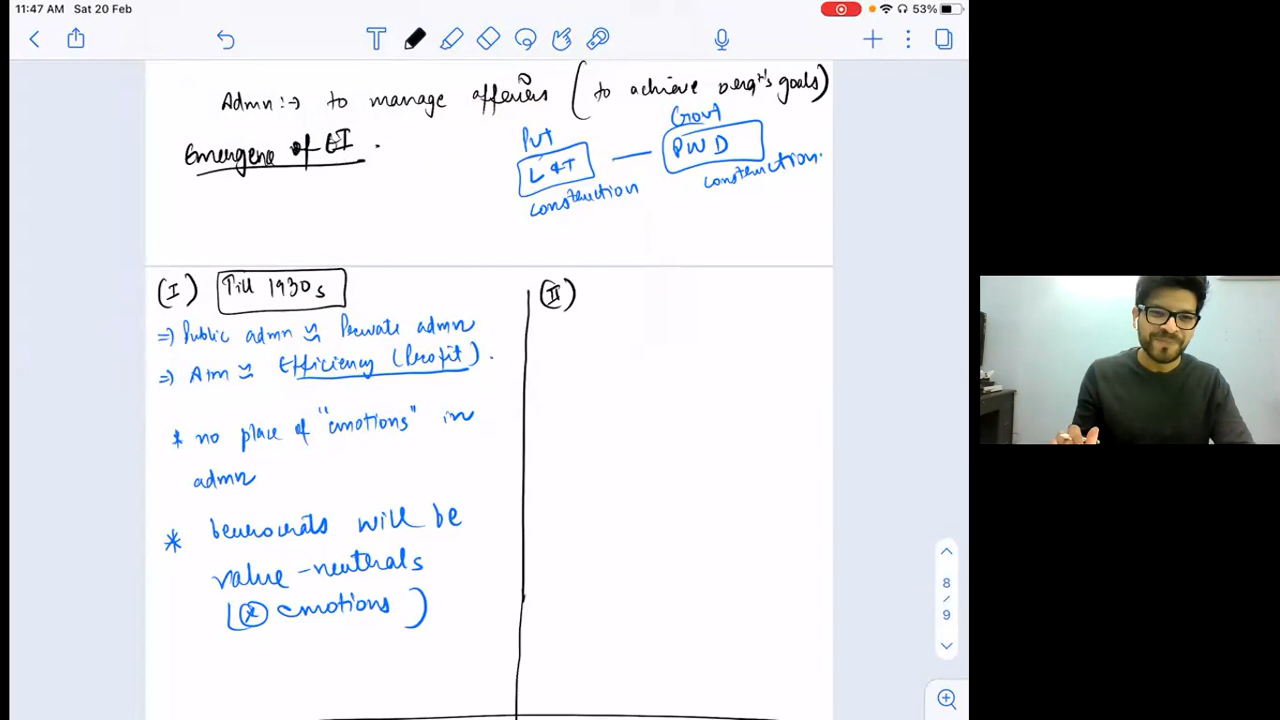 11:47 AM Sat 20 Feb
53%
Admn :→ to manage affairs (to achieve orgn's goals)
Emergence of EI .
Pvt
L&T
construction
Govt
PWD
construction.
(I) Till 1930s
⇒ Public admn ≈ Private admn
⇒ Aim ≈ Efficiency (Profit).
* no place of "emotions" in
admn
* beurocrats will be
value-neutrals
(ⓧ emotions)
(II)
8
/
9